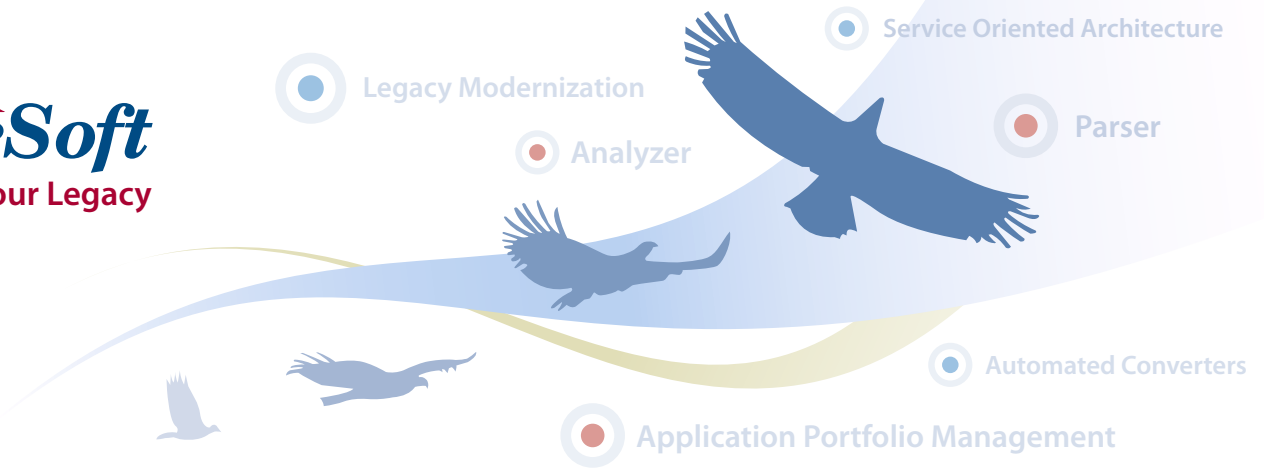 Service Oriented Architecture
Legacy Modernization
Parser
Soft
Analyzer
our Legacy
Automated Converters
Application Portfolio Management